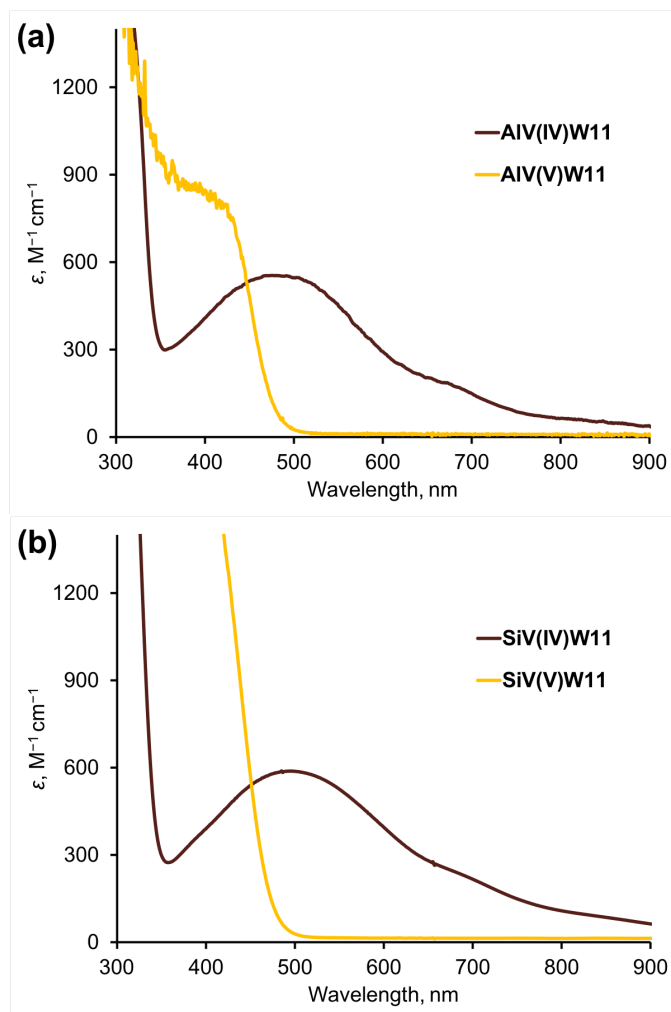 (a)
1200
900
600
300
0
ε, M⁻¹ cm⁻¹
AlV(IV)W11
AlV(V)W11
300 400 500 600 700 800 900
Wavelength, nm
(b)
1200
900
600
300
0
ε, M⁻¹ cm⁻¹
SiV(IV)W11
SiV(V)W11
300 400 500 600 700 800 900
Wavelength, nm